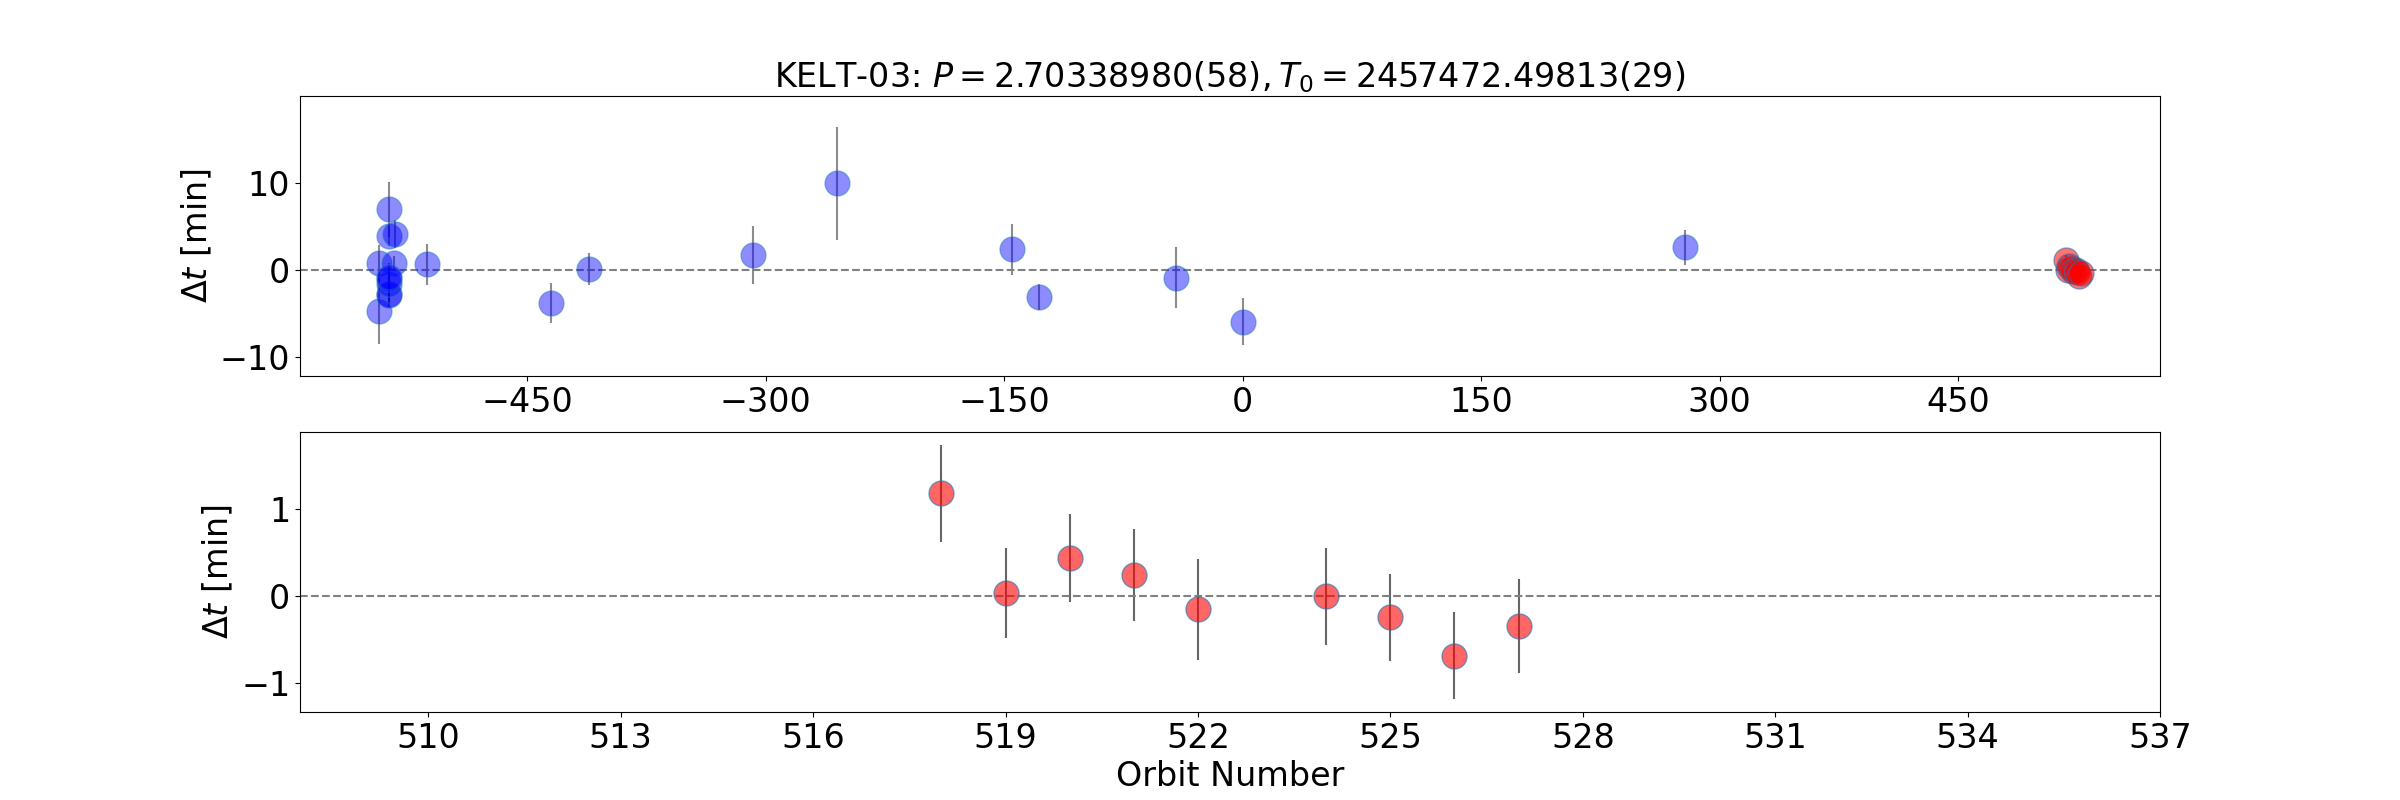 KELT-03: P = 2.70338980(58), T₀ = 2457472.49813(29)
Δt [min]
10
0
−10
−450 −300 −150 0 150 300 450
Δt [min]
1
0
−1
510 513 516 519 522 525 528 531 534 537
Orbit Number